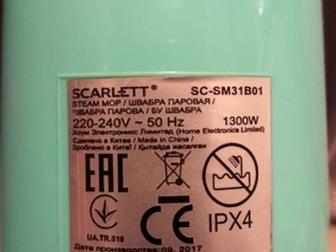 SCARLETT® SC-SM31B01
STEAM MOP / ШВАБРА ПАРОВАЯ /
ШВАБРА ПАРОВА / БУ ШВАБРА
220-240V ~ 50 Hz 1300W
Хоум Электроникс Лимитед (Home Electronics Limited)
Сделано в Китае / Made in China /
Зроблено в Китаї / Қытайда жасалған
EAC
CE IPX4
UA.TR.010
Дата производства: 09. 2017